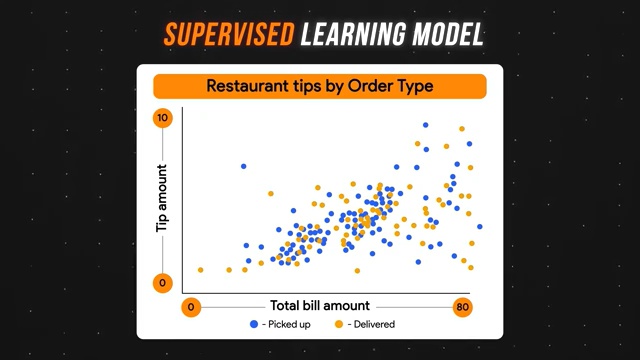 SUPERVISED LEARNING MODEL
Restaurant tips by Order Type
10
Tip amount
0
0
Total bill amount
80
- Picked up
- Delivered